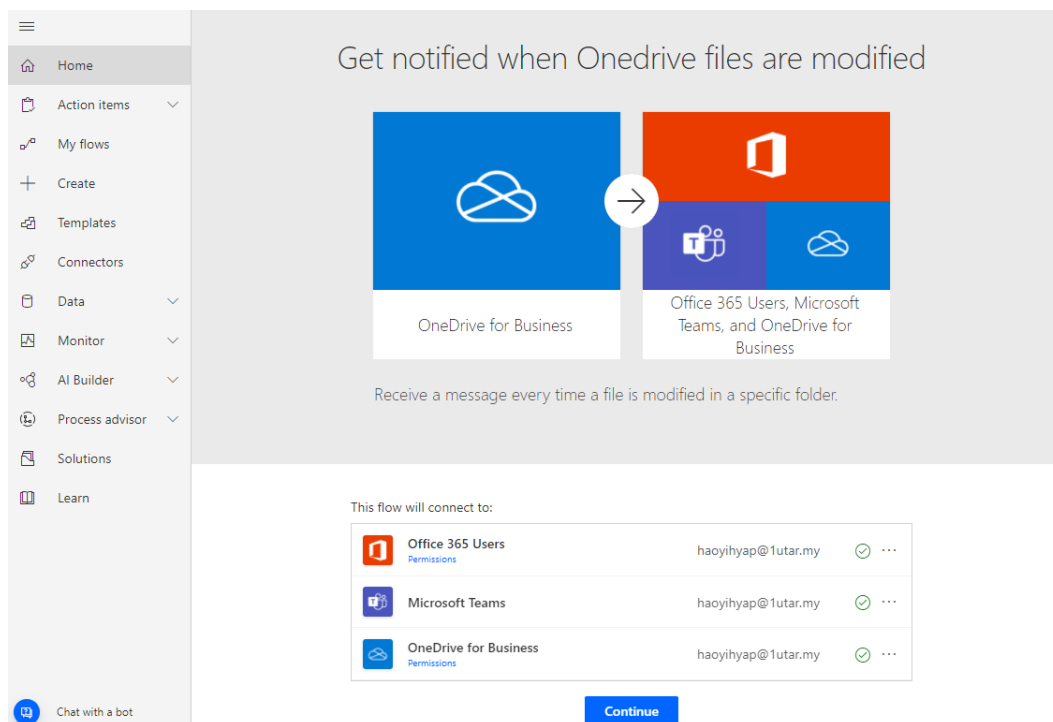 Home
Action items
My flows
Create
Templates
Connectors
Data
Monitor
AI Builder
Process advisor
Solutions
Learn
Chat with a bot
Get notified when Onedrive files are modified
OneDrive for Business
T
Office 365 Users, Microsoft
Teams, and OneDrive for
Business
Receive a message every time a file is modified in a specific folder.
This flow will connect to:
Office 365 Users
Permissions
haoyihyap@1utar.my
T
Microsoft Teams
haoyihyap@1utar.my
OneDrive for Business
Permissions
haoyihyap@1utar.my
Continue